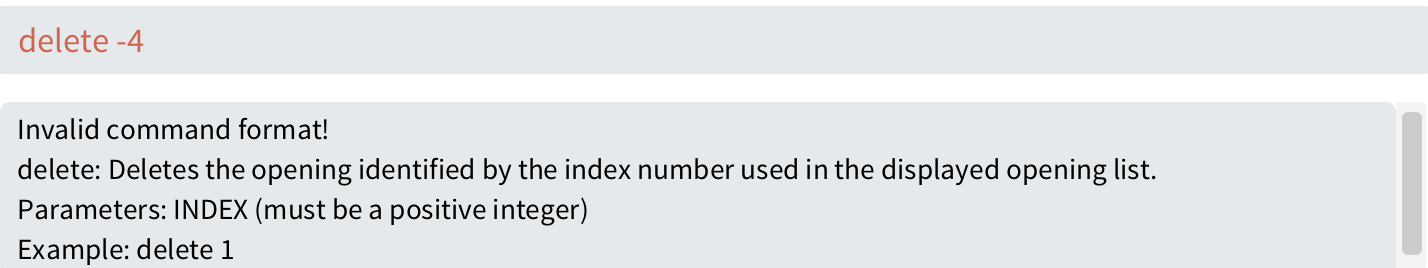 delete -4
Invalid command format!
delete: Deletes the opening identified by the index number used in the displayed opening list.
Parameters: INDEX (must be a positive integer)
Example: delete 1